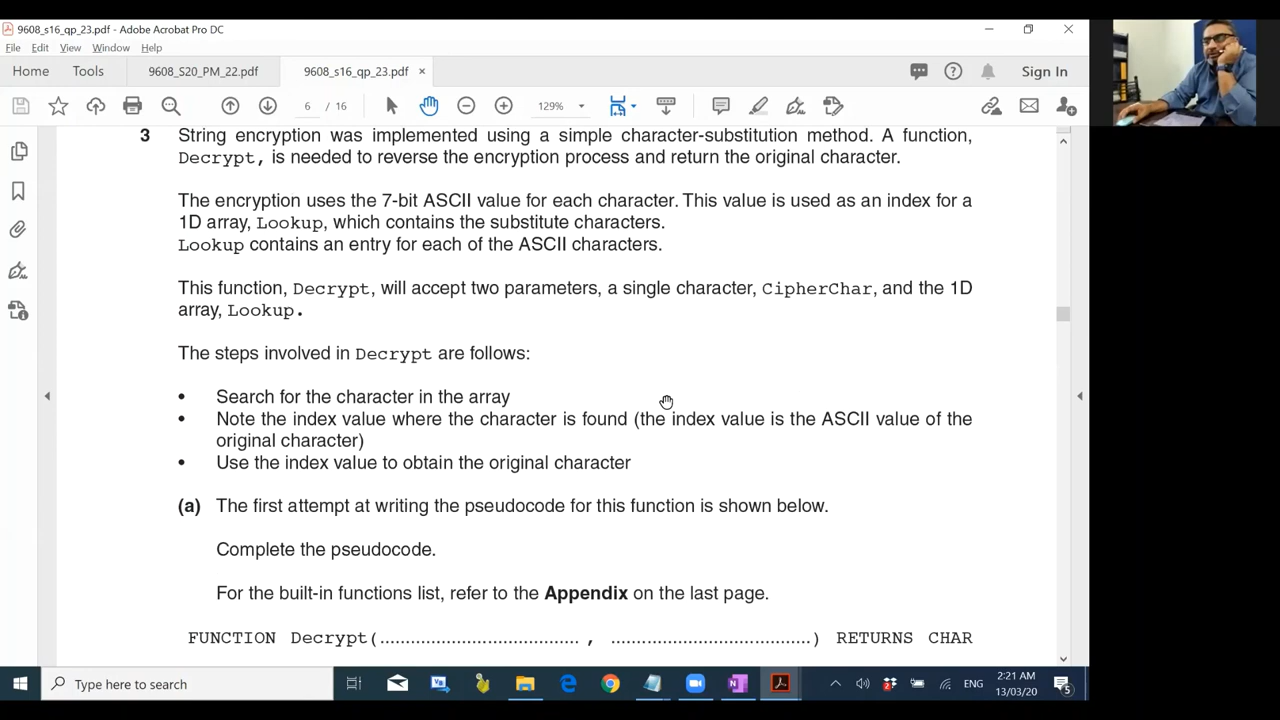 9608_s16_qp_23.pdf - Adobe Acrobat Pro DC
File Edit View Window Help
Home Tools 9608_S20_PM_22.pdf 9608_s16_qp_23.pdf × Sign In
6 / 16 129%
3 String encryption was implemented using a simple character-substitution method. A function,
Decrypt, is needed to reverse the encryption process and return the original character.
The encryption uses the 7-bit ASCII value for each character. This value is used as an index for a
1D array, Lookup, which contains the substitute characters.
Lookup contains an entry for each of the ASCII characters.
This function, Decrypt, will accept two parameters, a single character, CipherChar, and the 1D
array, Lookup.
The steps involved in Decrypt are follows:
• Search for the character in the array
• Note the index value where the character is found (the index value is the ASCII value of the
original character)
• Use the index value to obtain the original character
(a) The first attempt at writing the pseudocode for this function is shown below.
Complete the pseudocode.
For the built-in functions list, refer to the Appendix on the last page.
FUNCTION Decrypt(...................................... , ......................................) RETURNS CHAR
Type here to search
ENG
2:21 AM
13/03/20
5